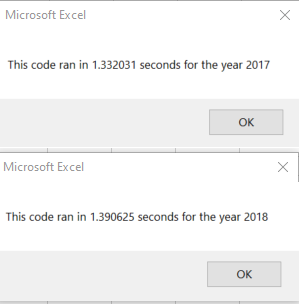 Microsoft Excel
This code ran in 1.332031 seconds for the year 2017
OK
Microsoft Excel
This code ran in 1.390625 seconds for the year 2018
OK